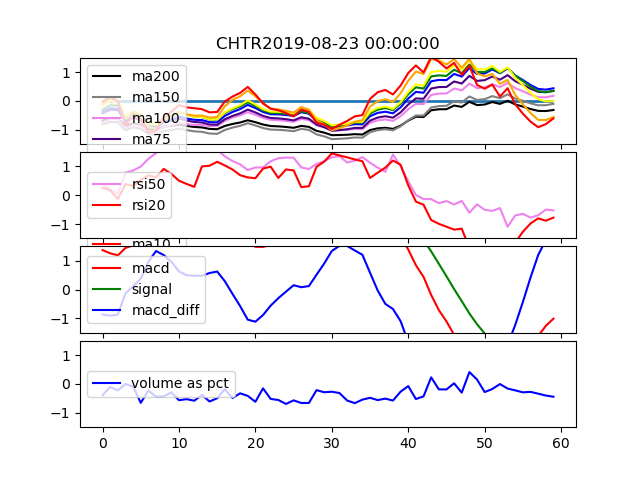 CHTR2019-08-23 00:00:00
1
0
−1
ma200
ma150
ma100
ma75
1
0
−1
rsi50
rsi20
ma10
1
0
−1
macd
signal
macd_diff
1
0
−1
volume as pct
0 10 20 30 40 50 60